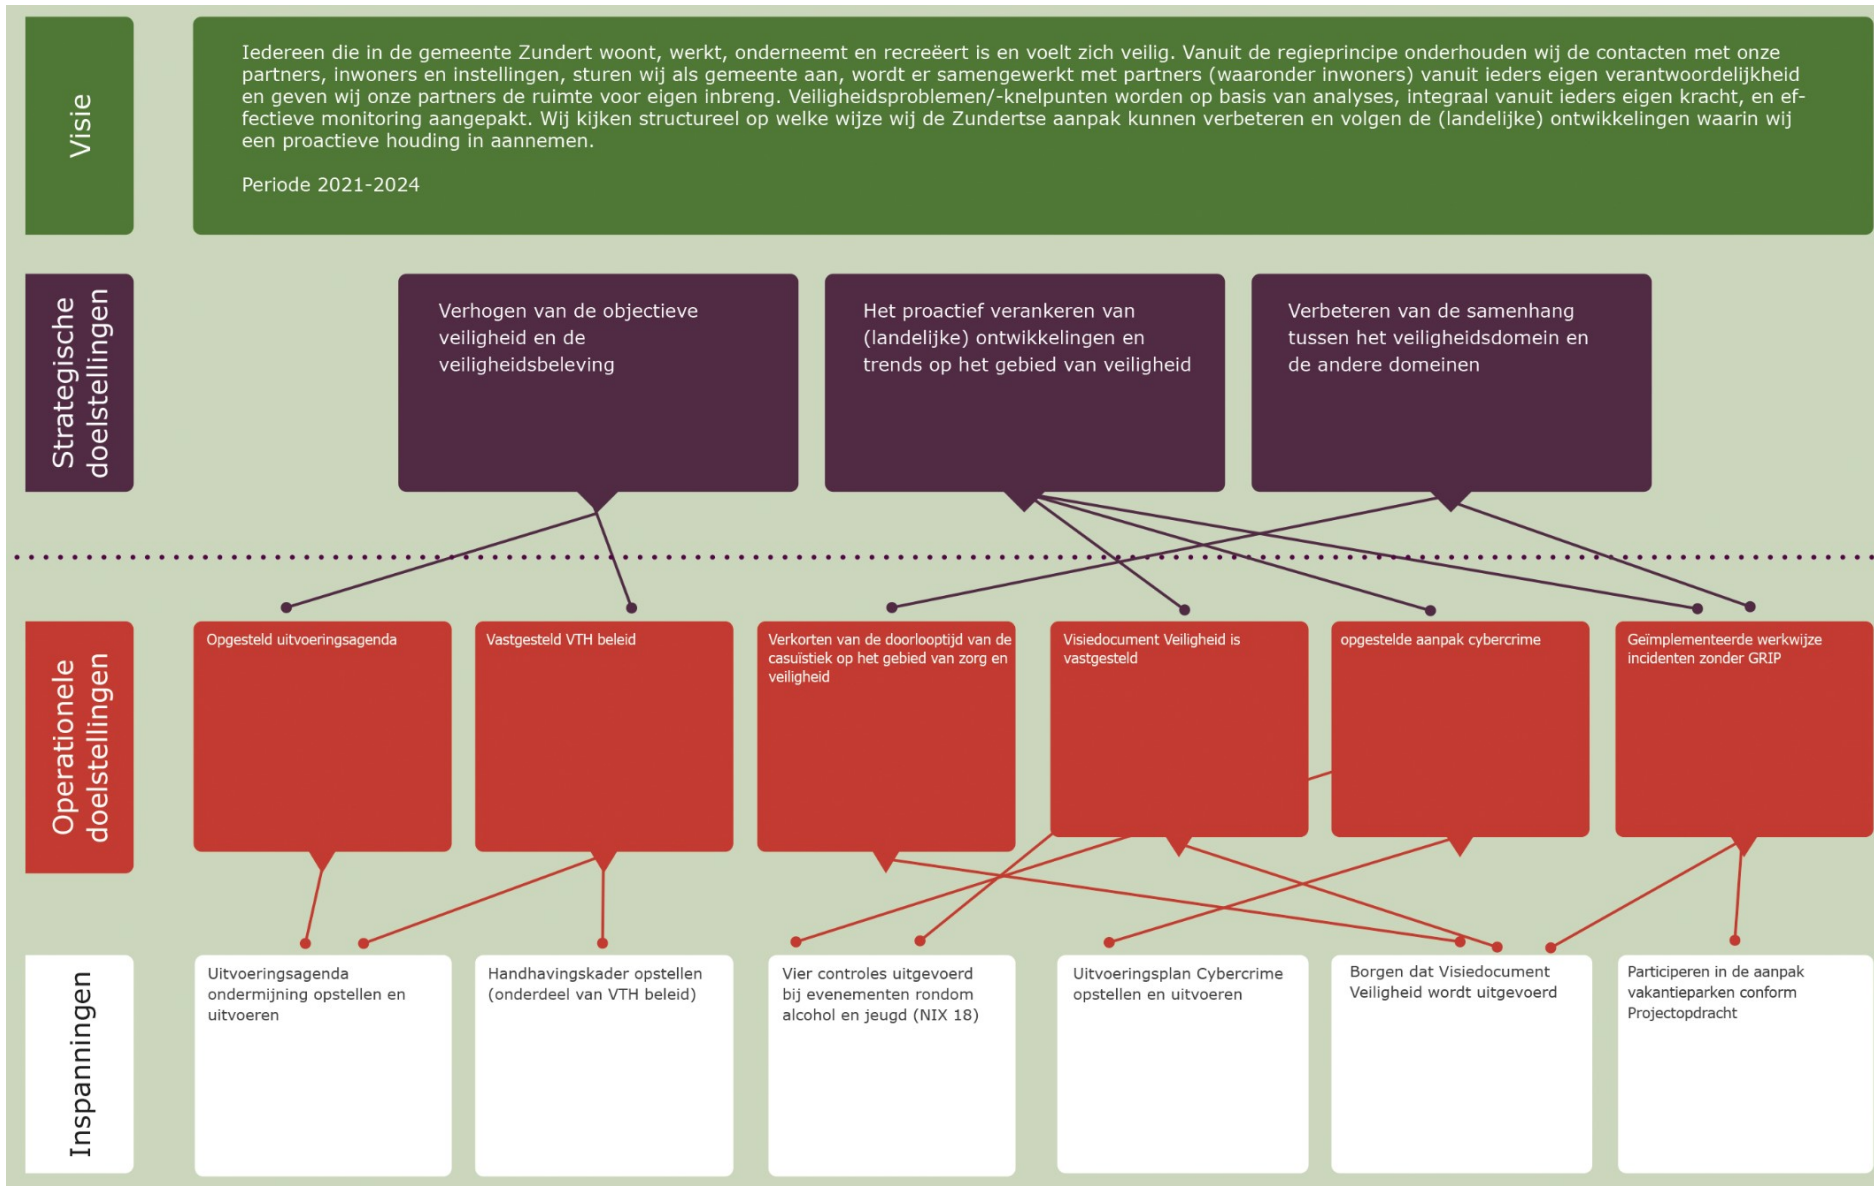 Visie
Iedereen die in de gemeente Zundert woont, werkt, onderneemt en recreëert is en voelt zich veilig. Vanuit de regieprincipe onderhouden wij de contacten met onze
partners, inwoners en instellingen, sturen wij als gemeente aan, wordt er samengewerkt met partners (waaronder inwoners) vanuit ieders eigen verantwoordelijkheid
en geven wij onze partners de ruimte voor eigen inbreng. Veiligheidsproblemen/-knelpunten worden op basis van analyses, integraal vanuit ieders eigen kracht, en ef-
fectieve monitoring aangepakt. Wij kijken structureel op welke wijze wij de Zundertse aanpak kunnen verbeteren en volgen de (landelijke) ontwikkelingen waarin wij
een proactieve houding in aannemen.
Periode 2021-2024
Strategische
doelstellingen
Verhogen van de objectieve
veiligheid en de
veiligheidsbeleving
Het proactief verankeren van
(landelijke) ontwikkelingen en
trends op het gebied van veiligheid
Verbeteren van de samenhang
tussen het veiligheidsdomein en
de andere domeinen
Operationele
doelstellingen
Opgesteld uitvoeringsagenda
Vastgesteld VTH beleid
Verkorten van de doorlooptijd van de
casuïstiek op het gebied van zorg en
veiligheid
Visiedocument Veiligheid is
vastgesteld
opgestelde aanpak cybercrime
Geïmplementeerde werkwijze
incidenten zonder GRIP
Inspanningen
Uitvoeringsagenda
ondermijning opstellen en
uitvoeren
Handhavingskader opstellen
(onderdeel van VTH beleid)
Vier controles uitgevoerd
bij evenementen rondom
alcohol en jeugd (NIX 18)
Uitvoeringsplan Cybercrime
opstellen en uitvoeren
Borgen dat Visiedocument
Veiligheid wordt uitgevoerd
Participeren in de aanpak
vakantieparken conform
Projectopdracht